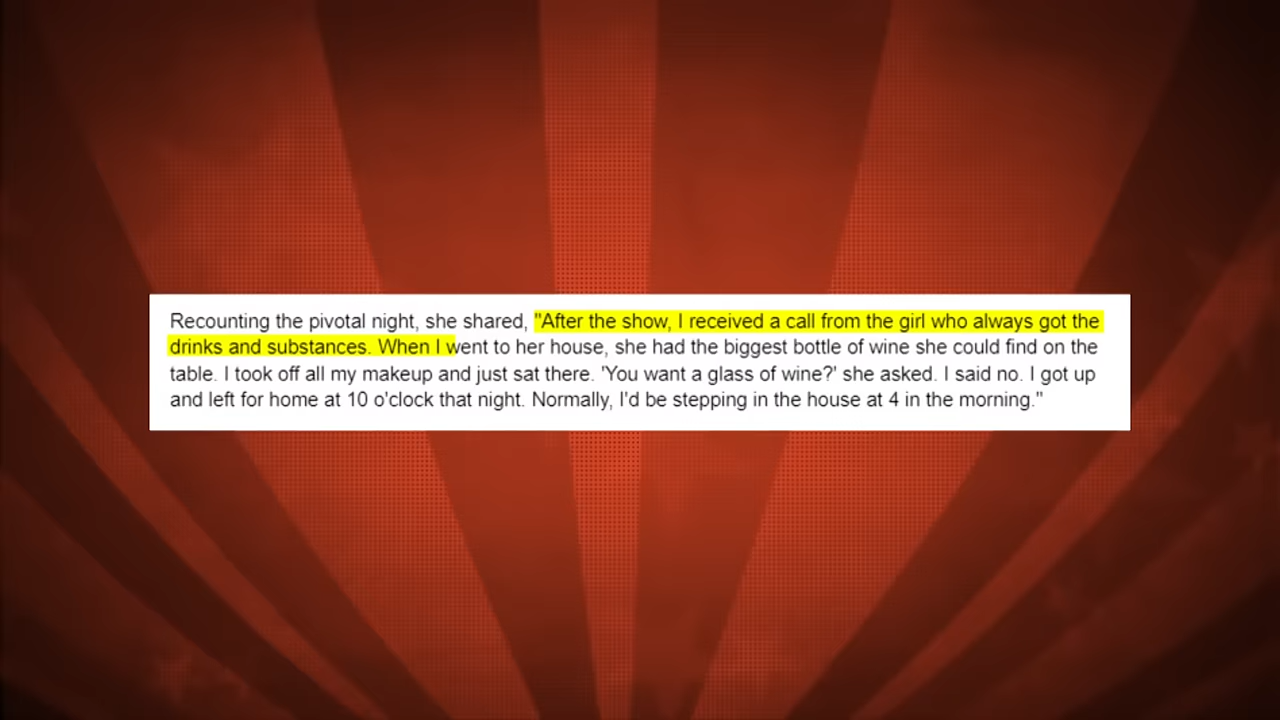 Recounting the pivotal night, she shared, "After the show, I received a call from the girl who always got the
drinks and substances. When I went to her house, she had the biggest bottle of wine she could find on the
table. I took off all my makeup and just sat there. 'You want a glass of wine?' she asked. I said no. I got up
and left for home at 10 o'clock that night. Normally, I'd be stepping in the house at 4 in the morning."